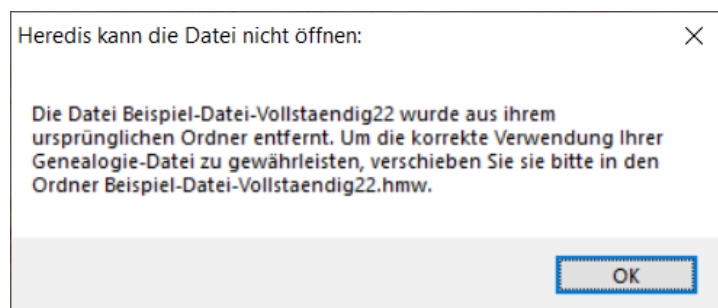 Heredis kann die Datei nicht öffnen:
Die Datei Beispiel-Datei-Vollstaendig22 wurde aus ihrem
ursprünglichen Ordner entfernt. Um die korrekte Verwendung Ihrer
Genealogie-Datei zu gewährleisten, verschieben Sie sie bitte in den
Ordner Beispiel-Datei-Vollstaendig22.hmw.
OK